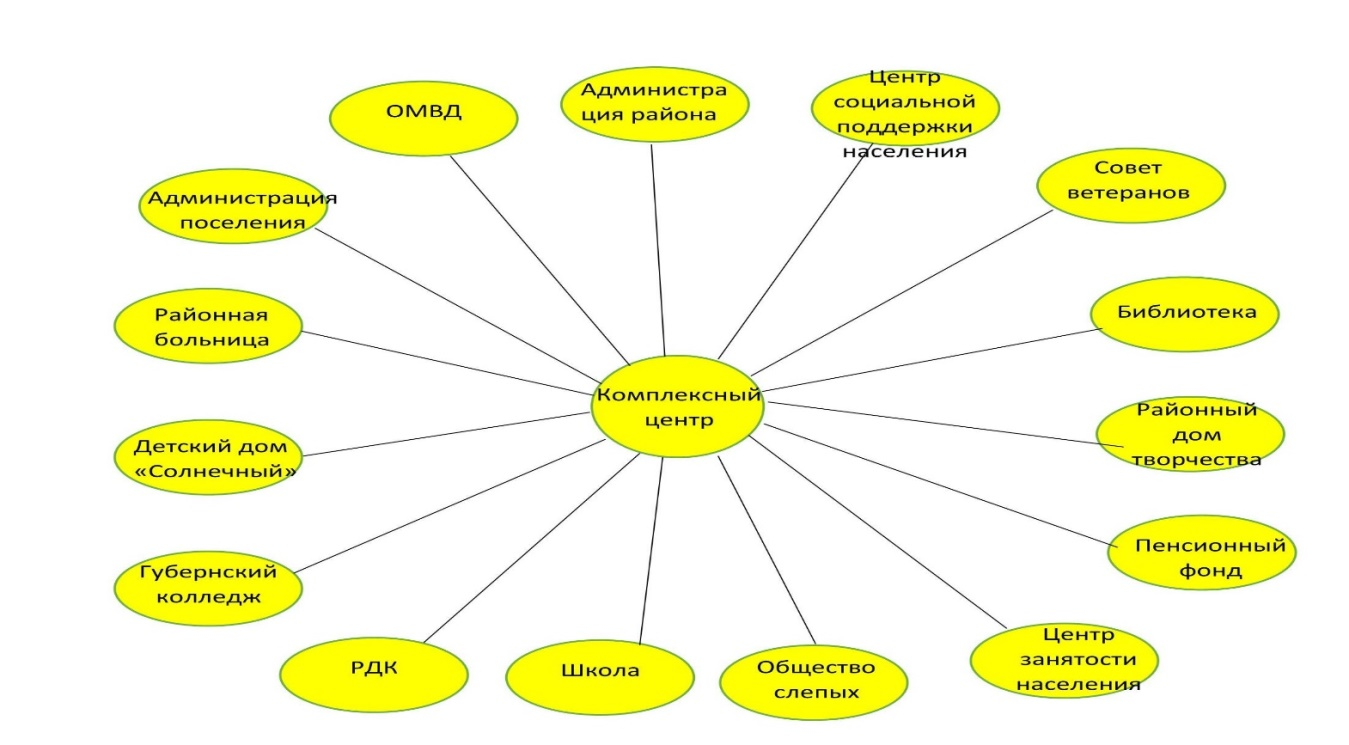 ОМВД
Администра
ция района
Центр
социальной
поддержки
населения
Совет
ветеранов
Администрация
поселения
Районная
больница
Библиотека
Комплексный
центр
Районный
дом
творчества
Детский дом
«Солнечный»
Пенсионный
фонд
Губернский
колледж
РДК
Школа
Общество
слепых
Центр
занятости
населения